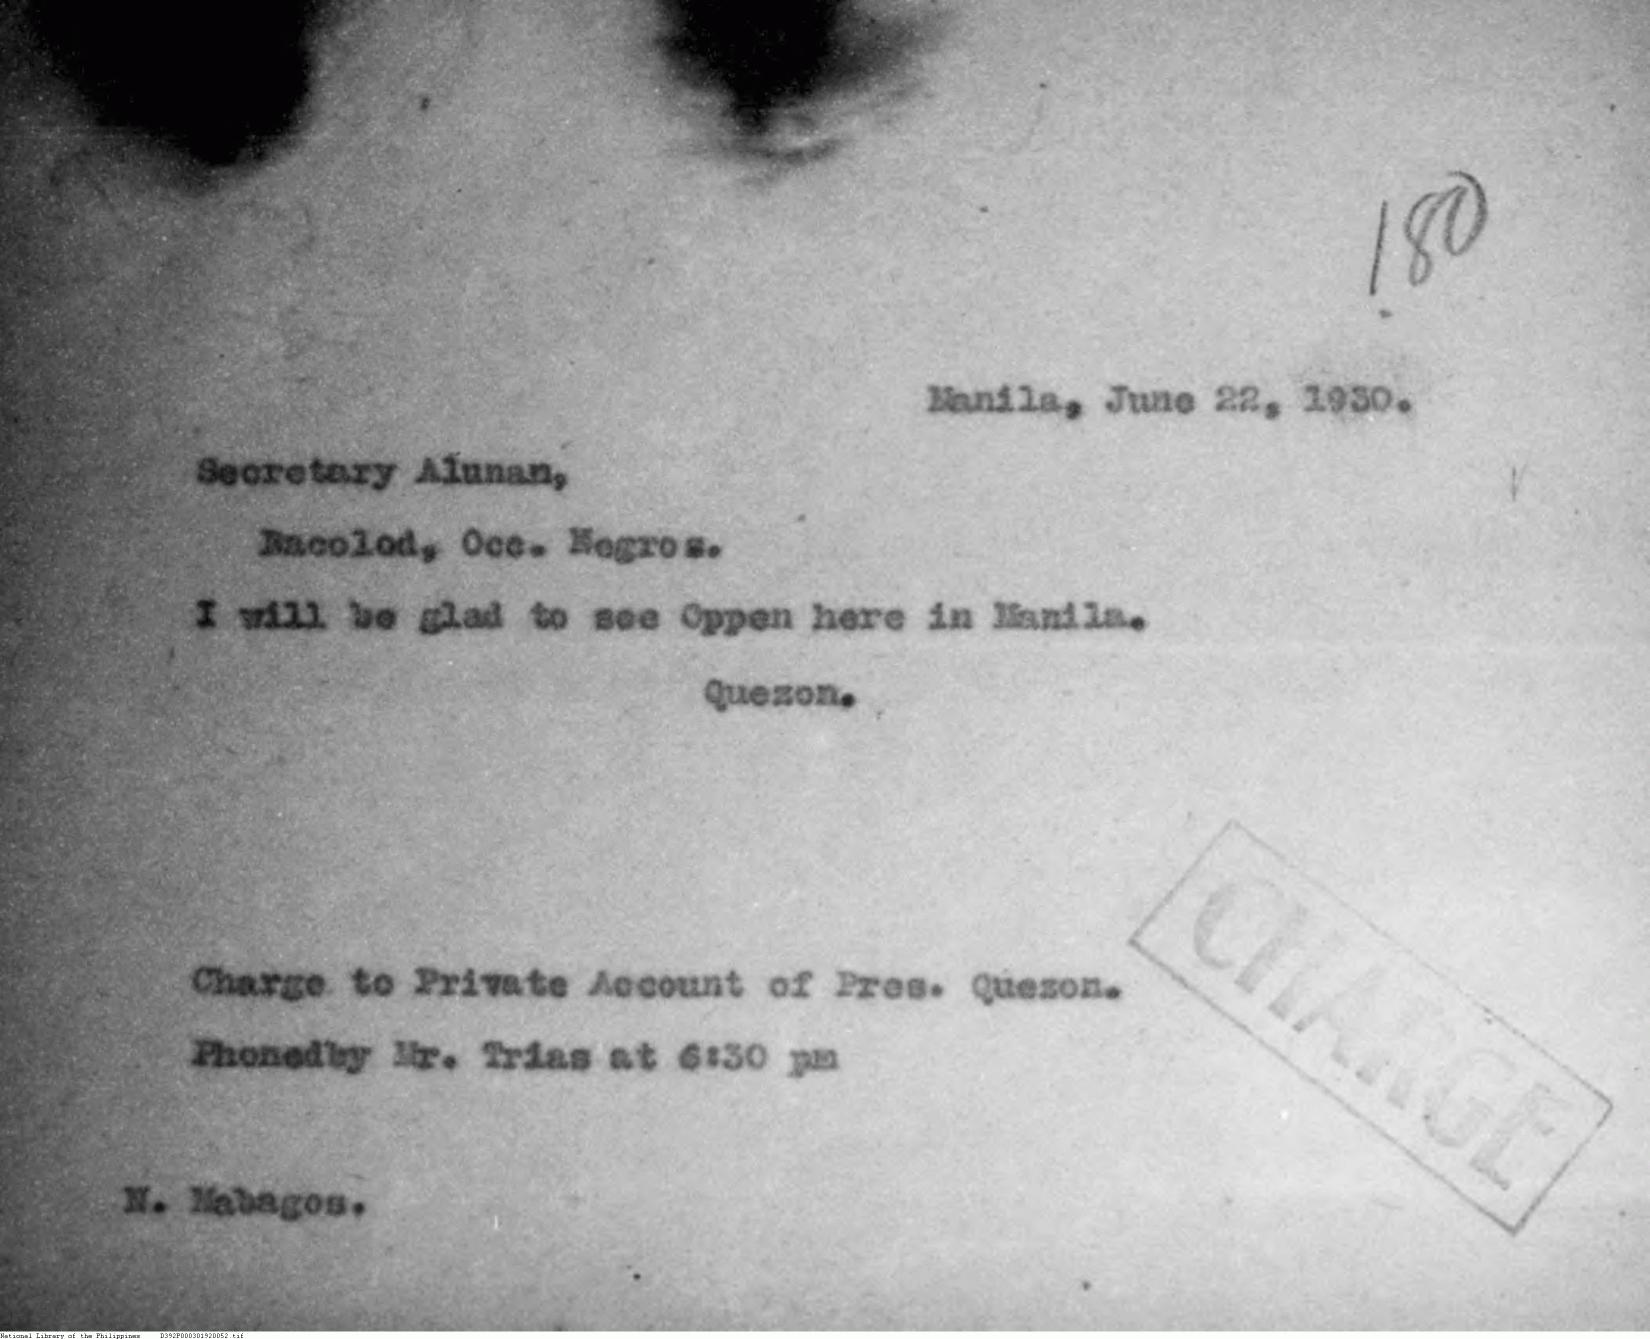 180
Manila, June 22, 1930.
Secretary Alunan,
Bacolod, Occ. Negros.
I will be glad to see Oppen here in Manila.
Quezon.
CHARGE
Charge to Private Account of Pres. Quezon.
Phonedby Mr. Trias at 6:30 pm
N. Mabagos.
National Library of the Philippines D392P000301920052.tif